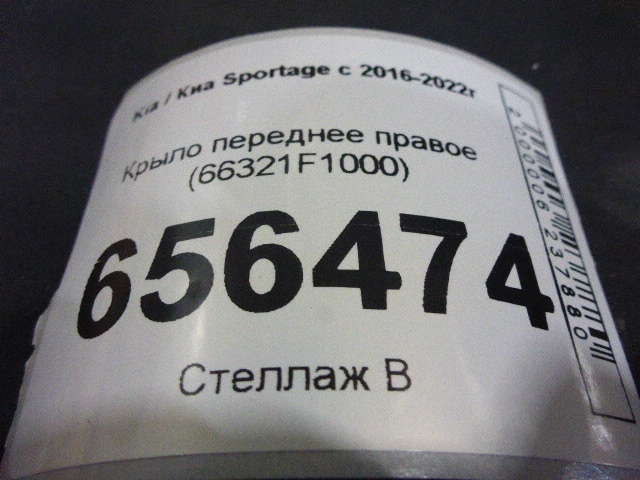 Kia / Киа Sportage с 2016-2022г
Крыло переднее правое
(66321F1000)
656474
Стеллаж В
2000006237880